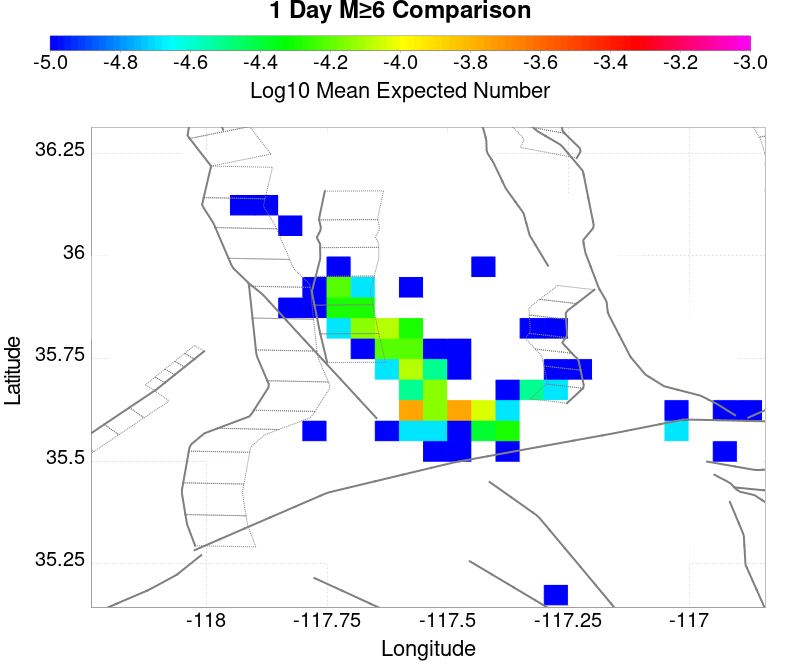 1 Day M≥6 Comparison
-5.0 -4.8 -4.6 -4.4 -4.2 -4.0 -3.8 -3.6 -3.4 -3.2 -3.0
Log10 Mean Expected Number
36.25
36
35.75
35.5
35.25
Latitude
-118 -117.75 -117.5 -117.25 -117
Longitude